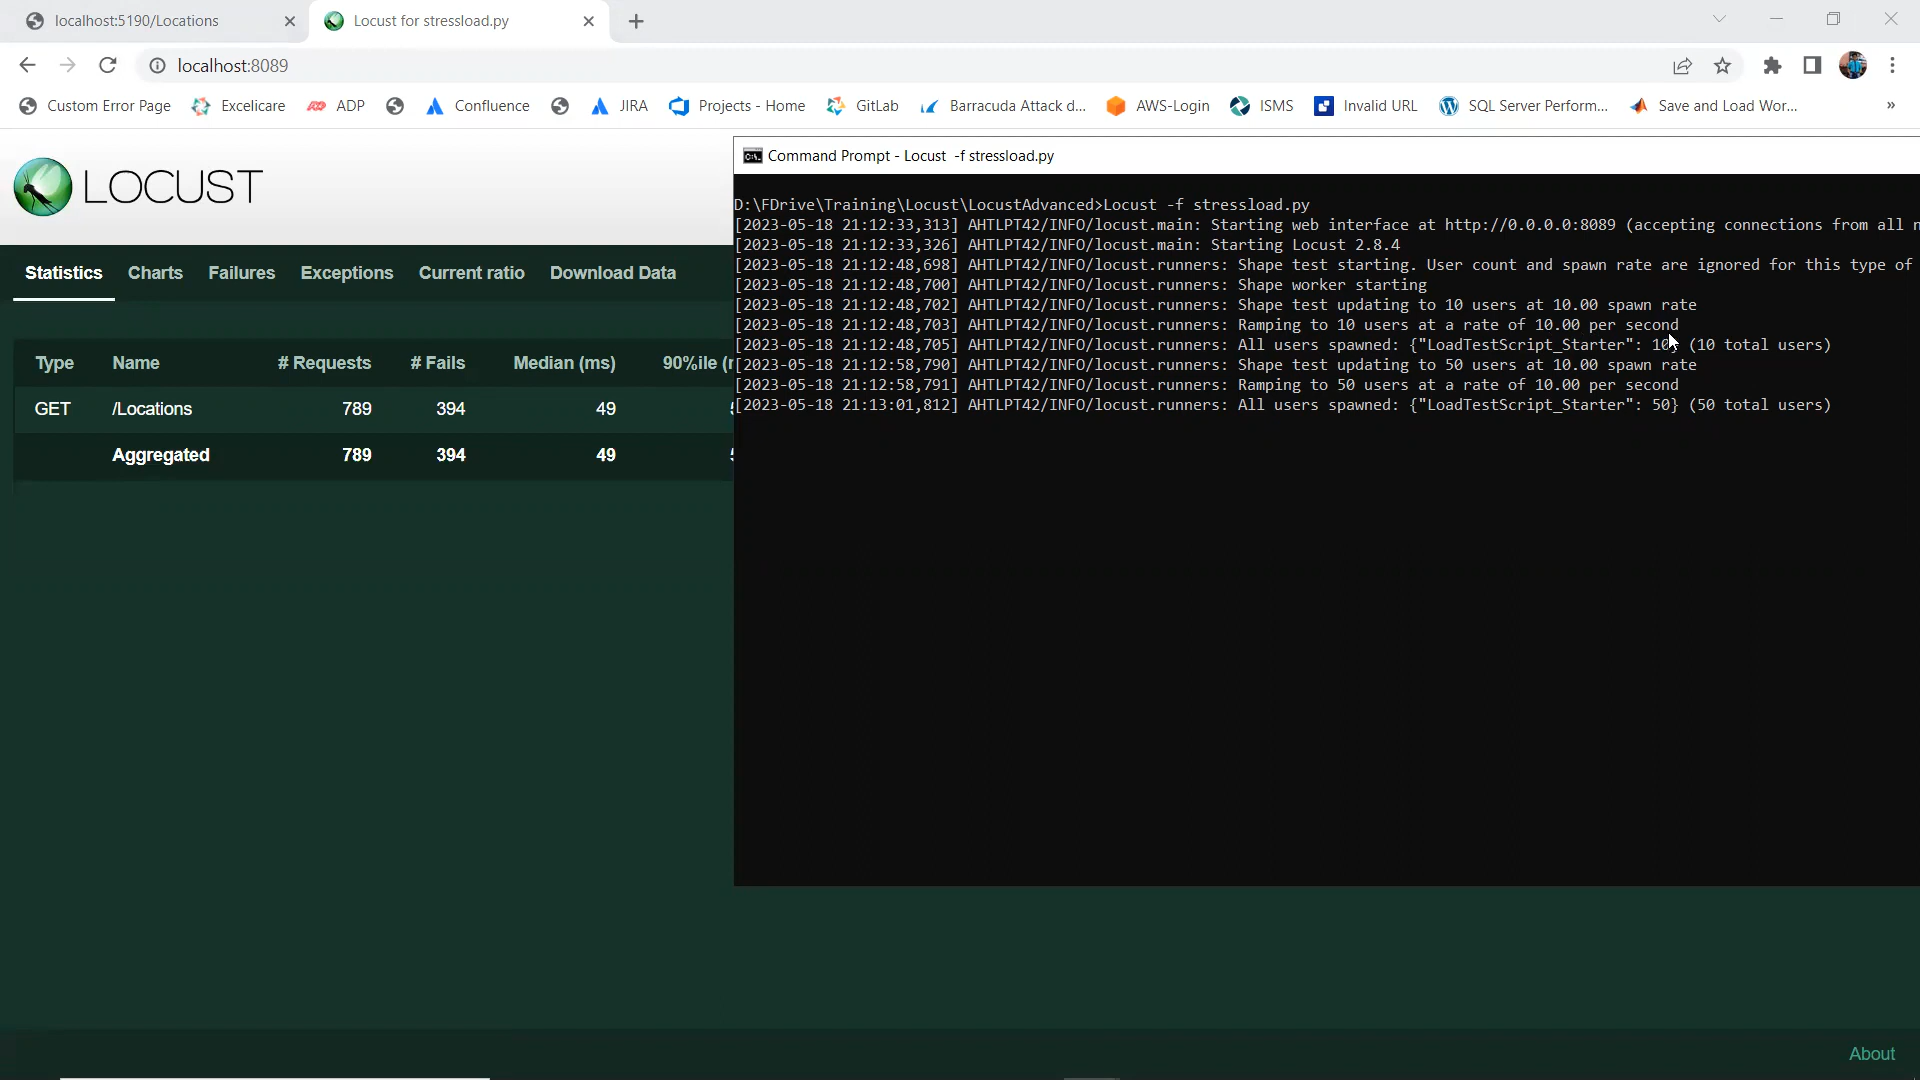 localhost:5190/Locations
Locust for stressload.py
localhost:8089
Custom Error Page Excelicare ADP Confluence JIRA Projects - Home GitLab Barracuda Attack d... AWS-Login ISMS Invalid URL SQL Server Perform... Save and Load Wor... »
LOCUST
Statistics Charts Failures Exceptions Current ratio Download Data
Type Name # Requests # Fails Median (ms) 90%ile (
GET /Locations 789 394 49
Aggregated 789 394 49
Command Prompt - Locust -f stressload.py
D:\FDrive\Training\Locust\LocustAdvanced>Locust -f stressload.py
[2023-05-18 21:12:33,313] AHTLPT42/INFO/locust.main: Starting web interface at http://0.0.0.0:8089 (accepting connections from all n
[2023-05-18 21:12:33,326] AHTLPT42/INFO/locust.main: Starting Locust 2.8.4
[2023-05-18 21:12:48,698] AHTLPT42/INFO/locust.runners: Shape test starting. User count and spawn rate are ignored for this type of
[2023-05-18 21:12:48,700] AHTLPT42/INFO/locust.runners: Shape worker starting
[2023-05-18 21:12:48,702] AHTLPT42/INFO/locust.runners: Shape test updating to 10 users at 10.00 spawn rate
[2023-05-18 21:12:48,703] AHTLPT42/INFO/locust.runners: Ramping to 10 users at a rate of 10.00 per second
[2023-05-18 21:12:48,705] AHTLPT42/INFO/locust.runners: All users spawned: {"LoadTestScript_Starter": 10} (10 total users)
[2023-05-18 21:12:58,790] AHTLPT42/INFO/locust.runners: Shape test updating to 50 users at 10.00 spawn rate
[2023-05-18 21:12:58,791] AHTLPT42/INFO/locust.runners: Ramping to 50 users at a rate of 10.00 per second
[2023-05-18 21:13:01,812] AHTLPT42/INFO/locust.runners: All users spawned: {"LoadTestScript_Starter": 50} (50 total users)
About